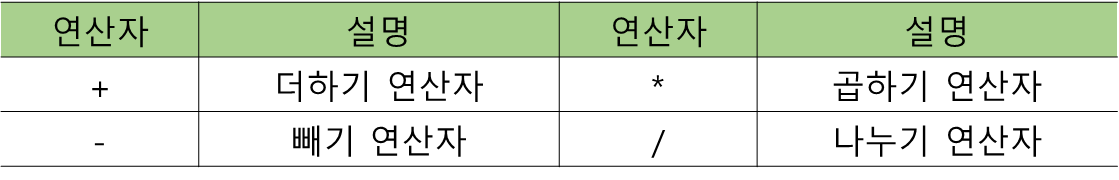 연산자 설명 연산자 설명
+ 더하기 연산자 * 곱하기 연산자
- 빼기 연산자 / 나누기 연산자